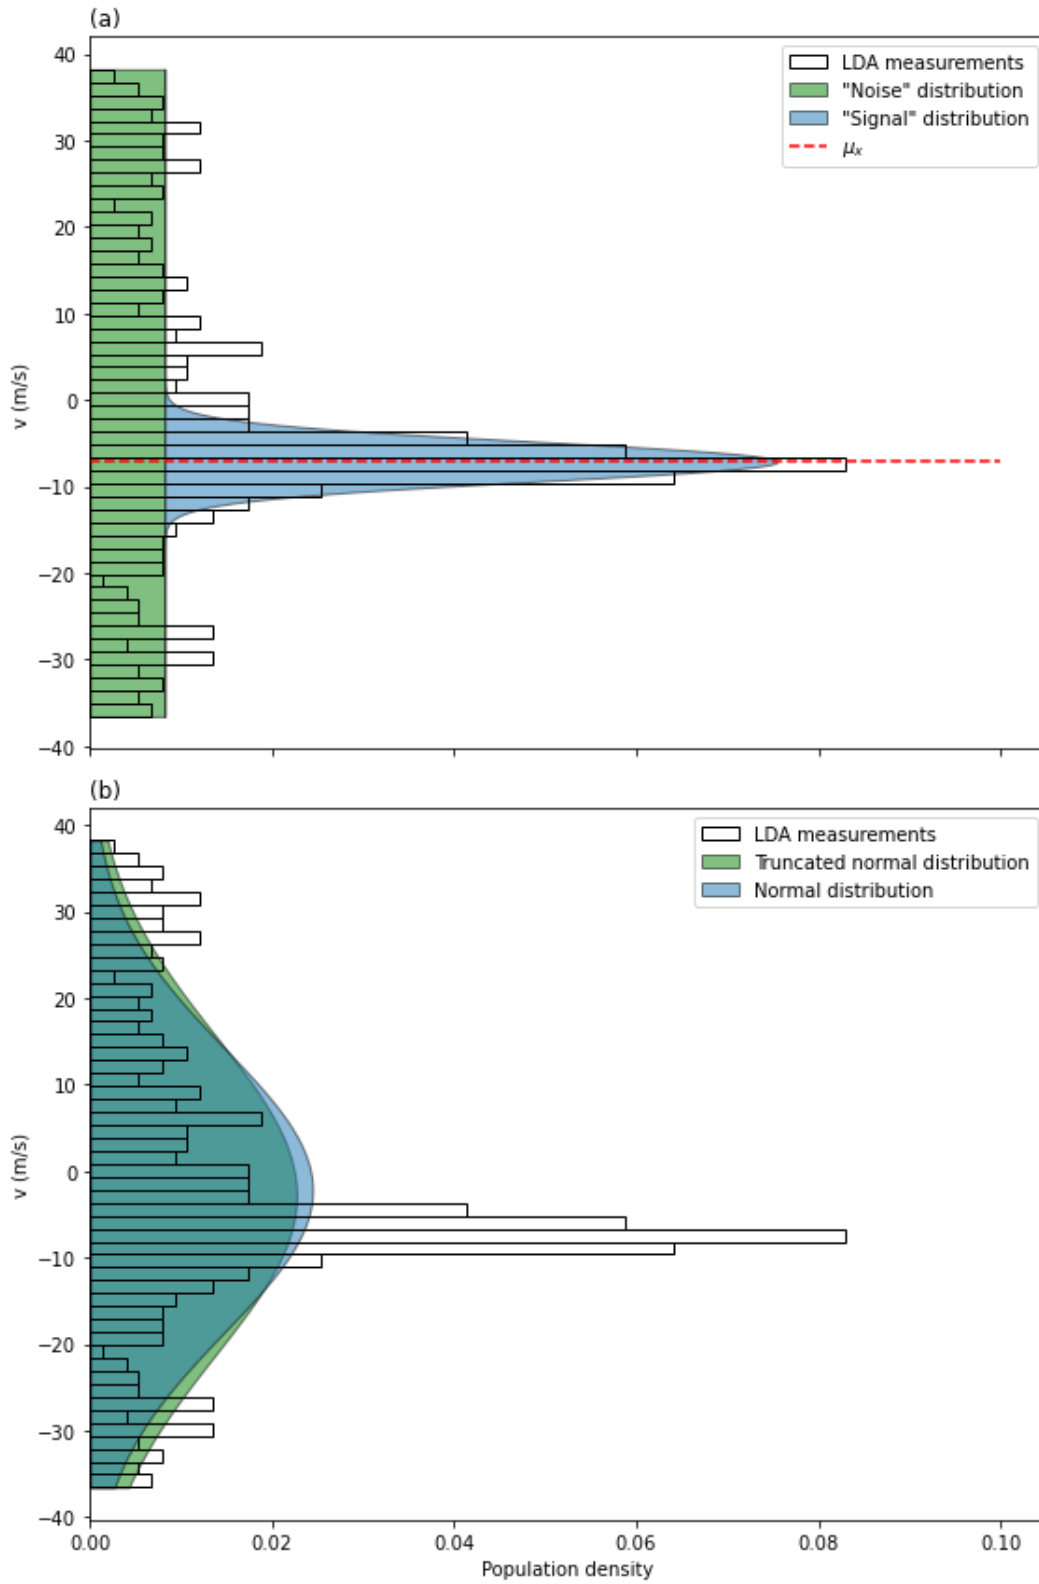 (a)
40
30
20
10
0
−10
−20
−30
−40
v (m/s)
LDA measurements
"Noise" distribution
"Signal" distribution
μₓ
(b)
40
30
20
10
0
−10
−20
−30
−40
v (m/s)
LDA measurements
Truncated normal distribution
Normal distribution
0.00 0.02 0.04 0.06 0.08 0.10
Population density